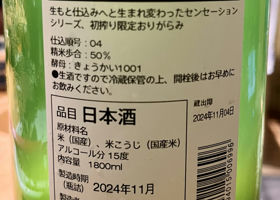 生もと仕込みへと生まれ変わったセンセーション
シリーズ、初搾り限定おりがらみ
仕込順号：04
精米歩合：50%
酵母：きょうかい1001
●生酒ですので冷蔵保管の上、開栓後はお早めに
お飲みください。
蔵出簿
2024年11月04日
品目 日本酒
原材料名
米（国産）、米こうじ（国産米）
アルコール分 15度
内容量 1800ml
製造時期
（瓶詰） 2024年11月